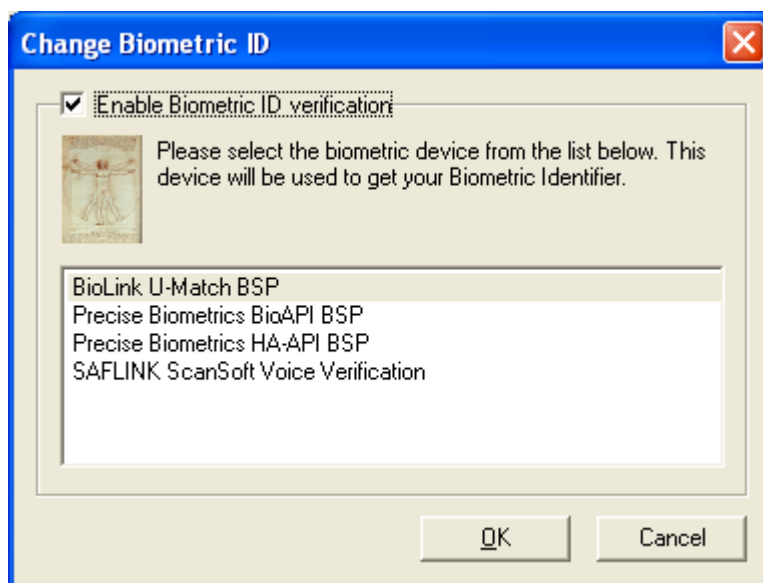 Change Biometric ID
Enable Biometric ID verification
Please select the biometric device from the list below. This
device will be used to get your Biometric Identifier.
BioLink U-Match BSP
Precise Biometrics BioAPI BSP
Precise Biometrics HA-API BSP
SAFLINK ScanSoft Voice Verification
OK
Cancel